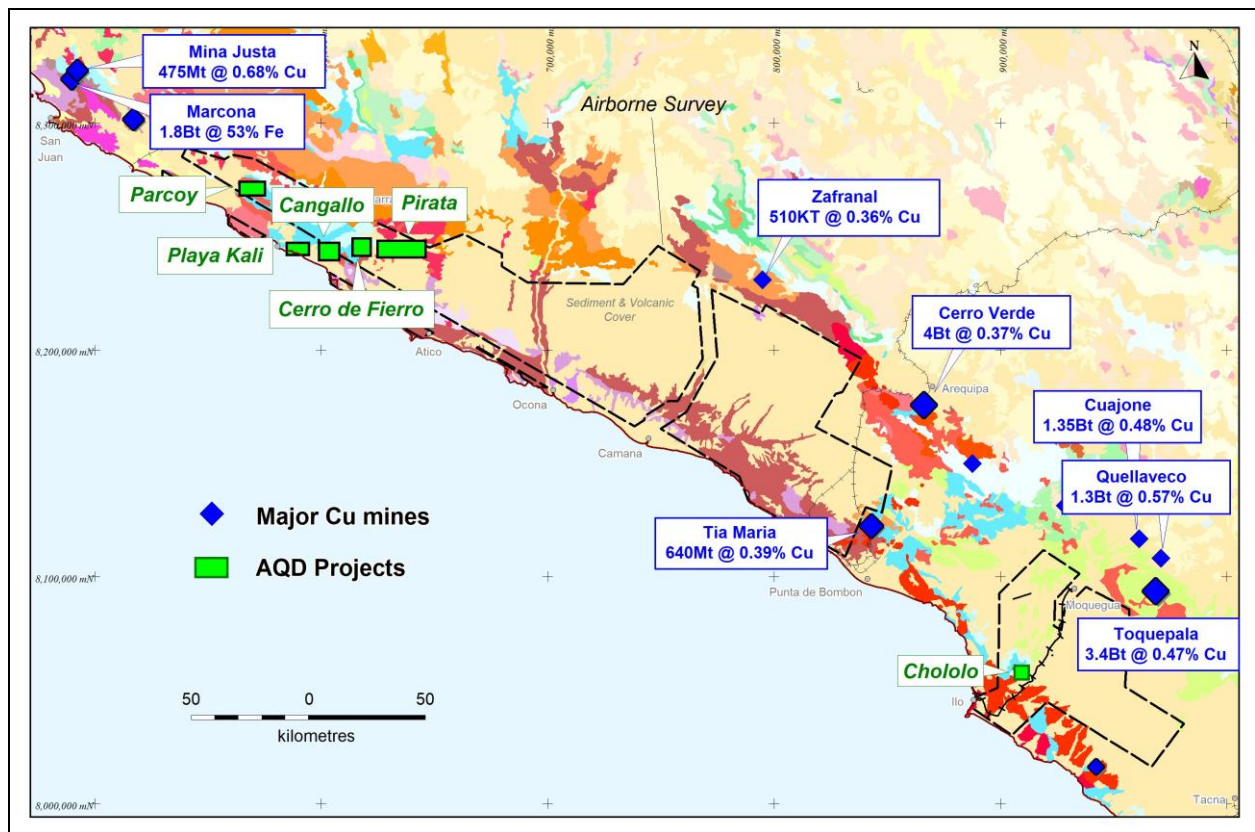 Mina Justa
475Mt @ 0.68% Cu
Marcona
1.8Bt @ 53% Fe
700,000 m
800,000 m
900,000 m
N
Airborne Survey
8,300,000 mN
San
Juan
Parcoy
Cangallo
Pirata
Zafranal
510KT @ 0.36% Cu
Playa Kali
Cerro de Fierro
Sediment & Volcanic
Cover
Cerro Verde
4Bt @ 0.37% Cu
8,200,000 mN
Atico
Arequipa
Ocona
Cuajone
1.35Bt @ 0.48% Cu
Camana
Quellaveco
1.3Bt @ 0.57% Cu
Major Cu mines
Tia Maria
640Mt @ 0.39% Cu
AQD Projects
8,100,000 mN
Punta de Bombon
Moquegua
Toquepala
3.4Bt @ 0.47% Cu
Chololo
50
0
50
kilometres
Ilo
8,000,000 mN
Tacna